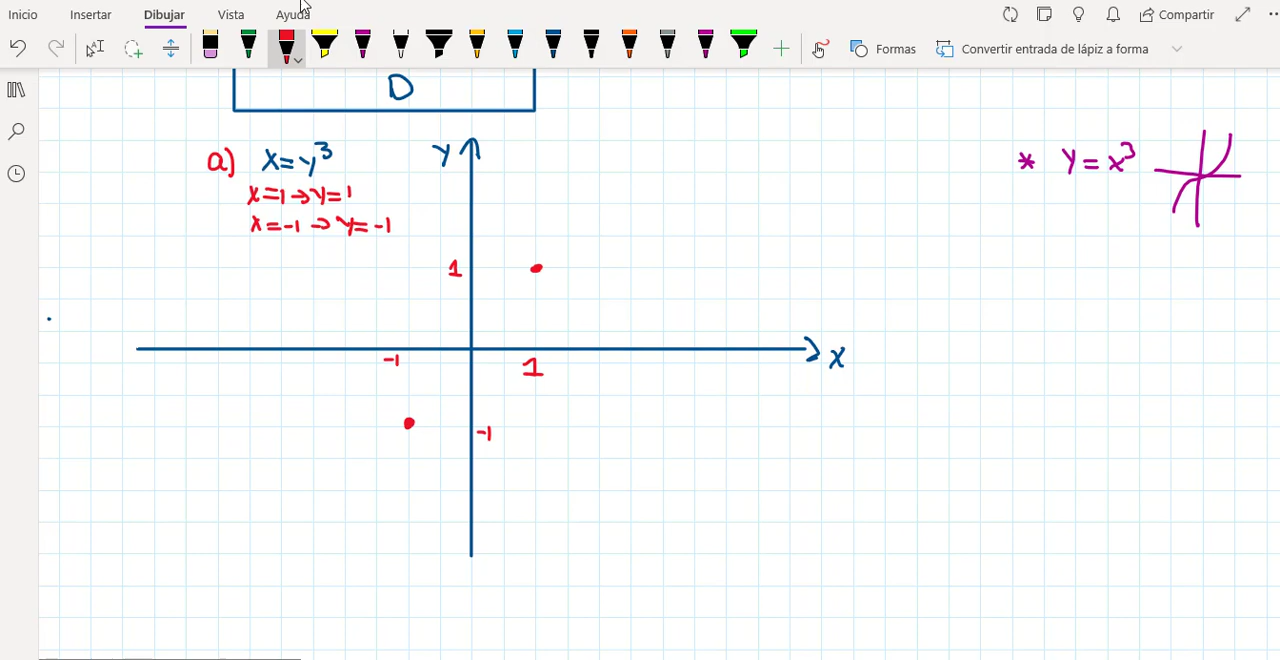 Inicio Insertar Dibujar Vista Ayuda Compartir
Formas Convertir entrada de lápiz a forma
D
a) x=y³
x=1→y=1
x=-1→y=-1
y
* y=x³
1
-1 1
x
-1